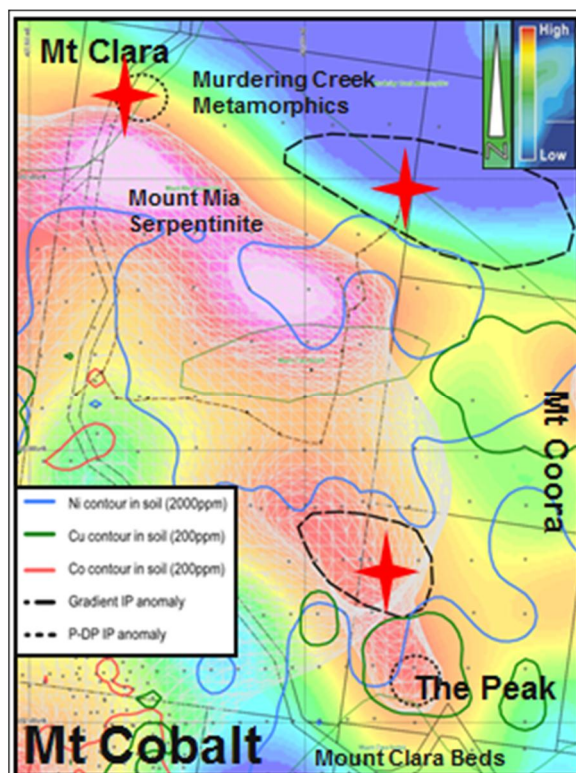 Mt Clara
Murdering Creek
Metamorphics
High
Low
N
Mount Mia
Serpentinite
Mt Coora
Ni contour in soil (2000ppm)
Cu contour in soil (200ppm)
Co contour in soil (200ppm)
Gradient IP anomaly
P-DP IP anomaly
The Peak
Mt Cobalt
Mount Clara Beds